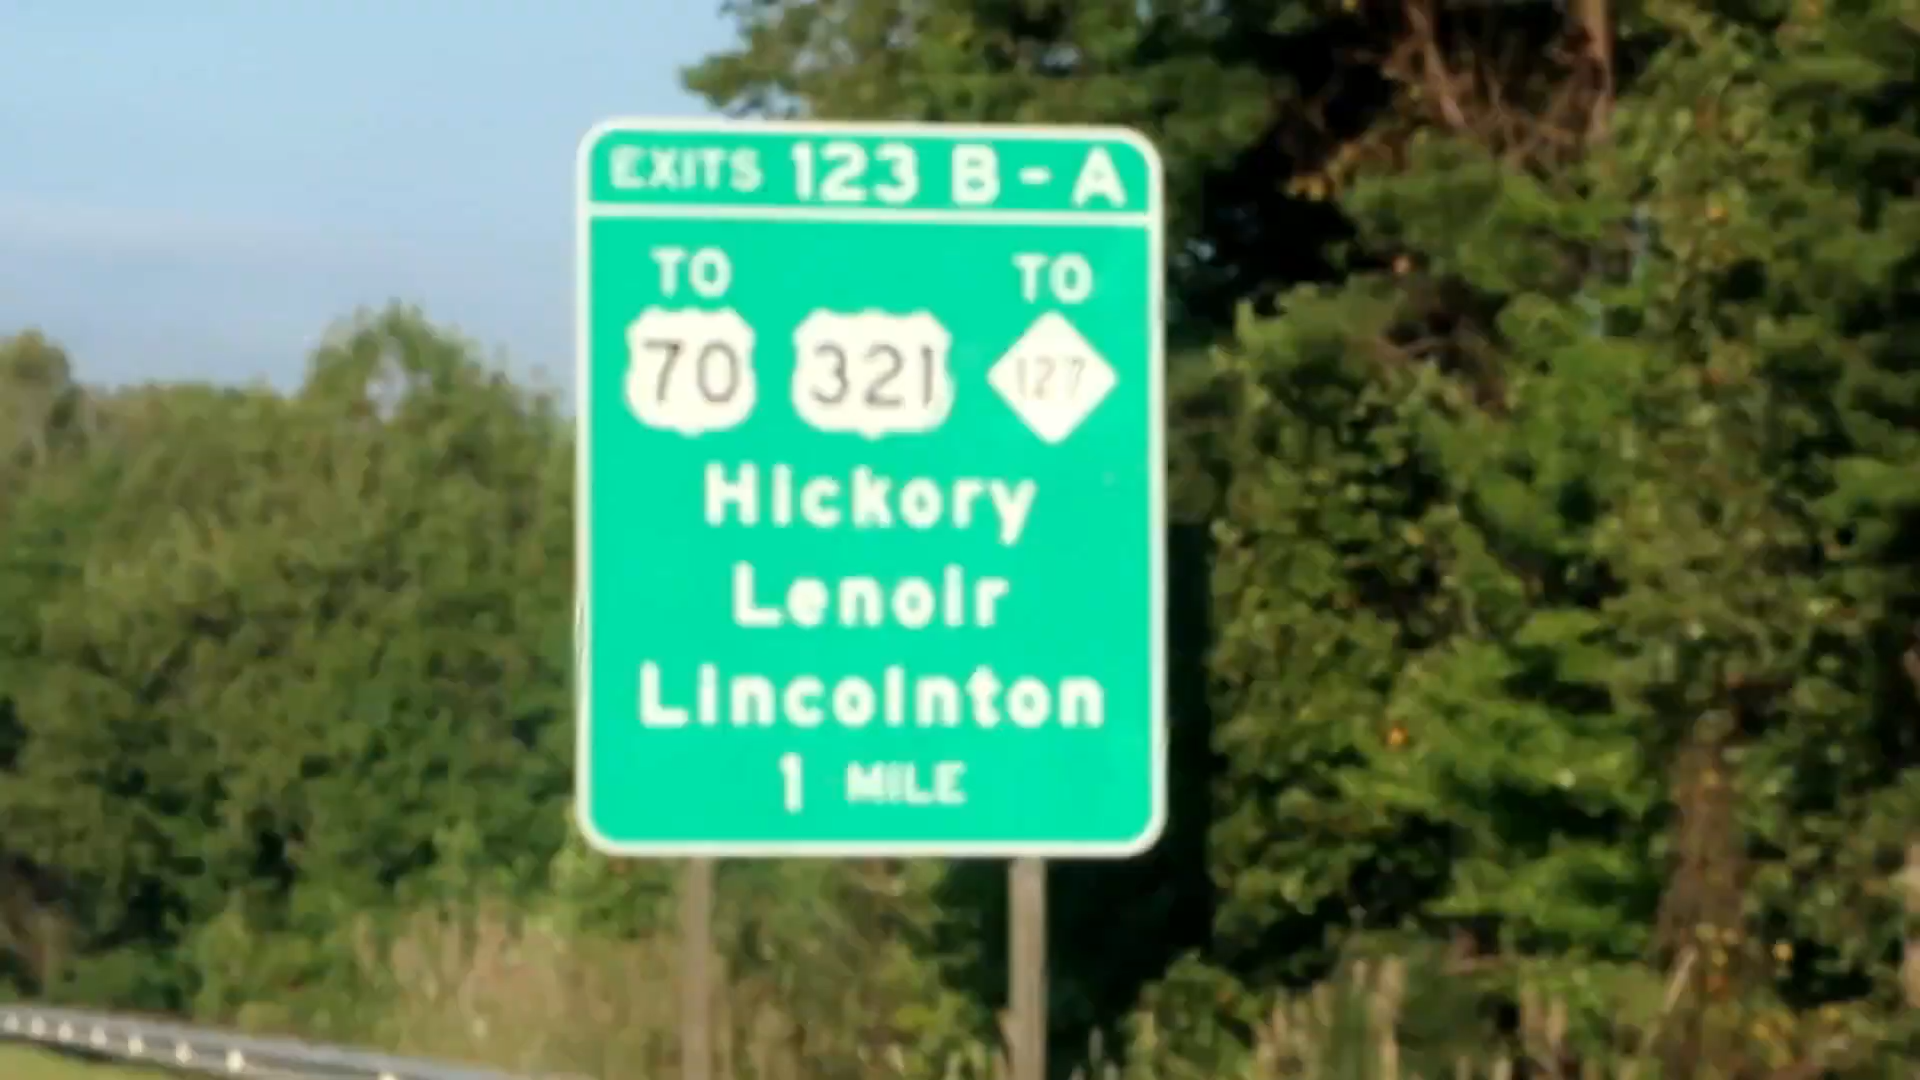 EXITS 123 B - A
TO TO
70 321 127
Hickory
Lenoir
Lincolnton
1 MILE